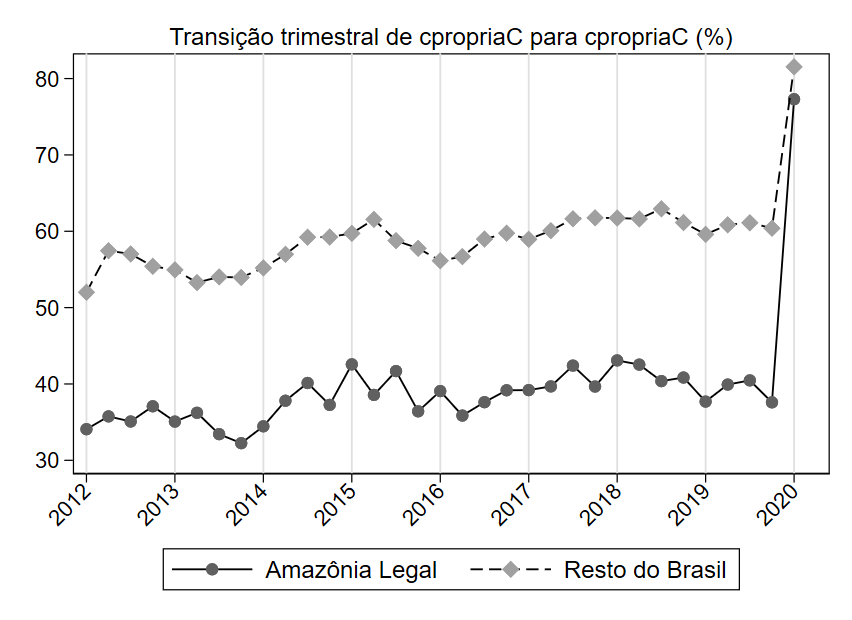 Transição trimestral de cpropriaC para cpropriaC (%)
80
70
60
50
40
30
2012 2013 2014 2015 2016 2017 2018 2019 2020
Amazônia Legal Resto do Brasil